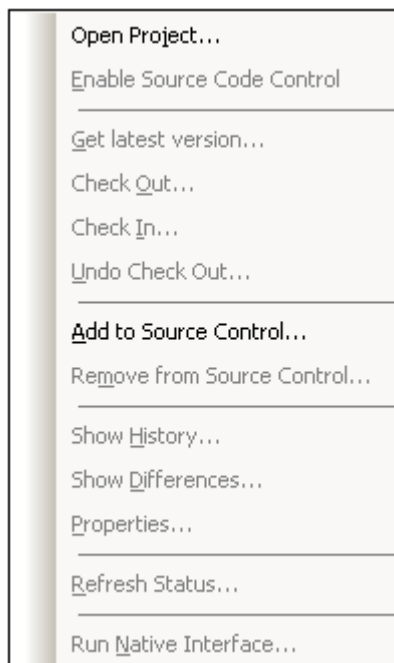 Open Project...
Enable Source Code Control
Get latest version...
Check Out...
Check In...
Undo Check Out...
Add to Source Control...
Remove from Source Control...
Show History...
Show Differences...
Properties...
Refresh Status...
Run Native Interface...